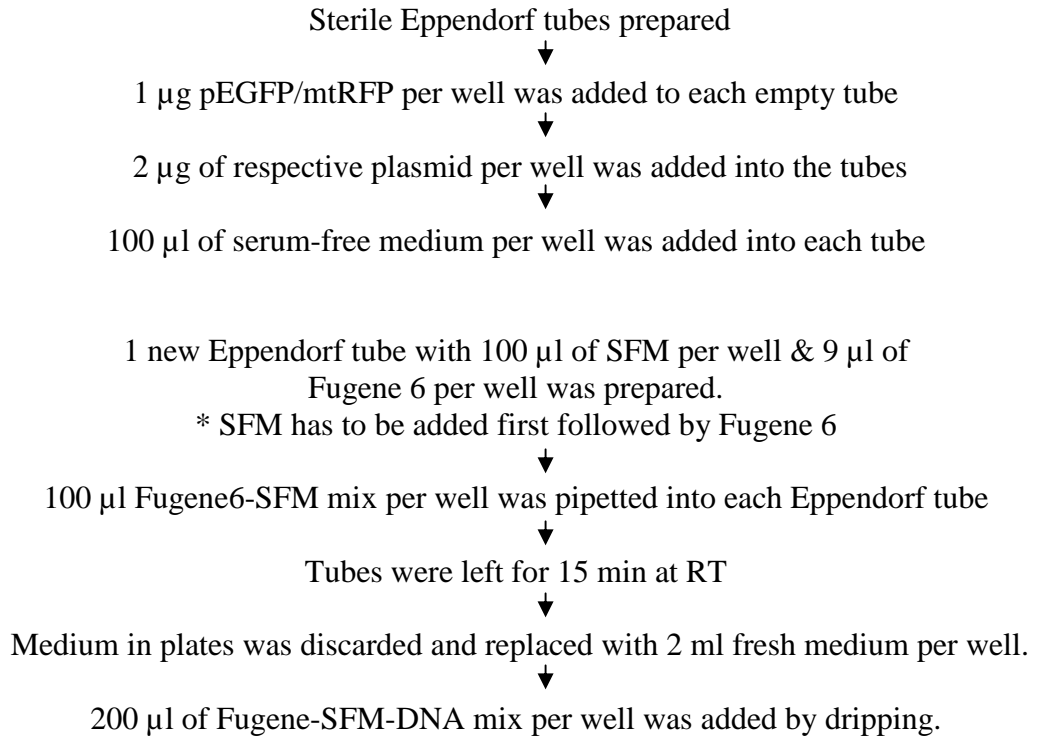 Sterile Eppendorf tubes prepared
1 µg pEGFP/mtRFP per well was added to each empty tube
2 µg of respective plasmid per well was added into the tubes
100 µl of serum-free medium per well was added into each tube
1 new Eppendorf tube with 100 µl of SFM per well & 9 µl of
Fugene 6 per well was prepared.
* SFM has to be added first followed by Fugene 6
100 µl Fugene6-SFM mix per well was pipetted into each Eppendorf tube
Tubes were left for 15 min at RT
Medium in plates was discarded and replaced with 2 ml fresh medium per well.
200 µl of Fugene-SFM-DNA mix per well was added by dripping.